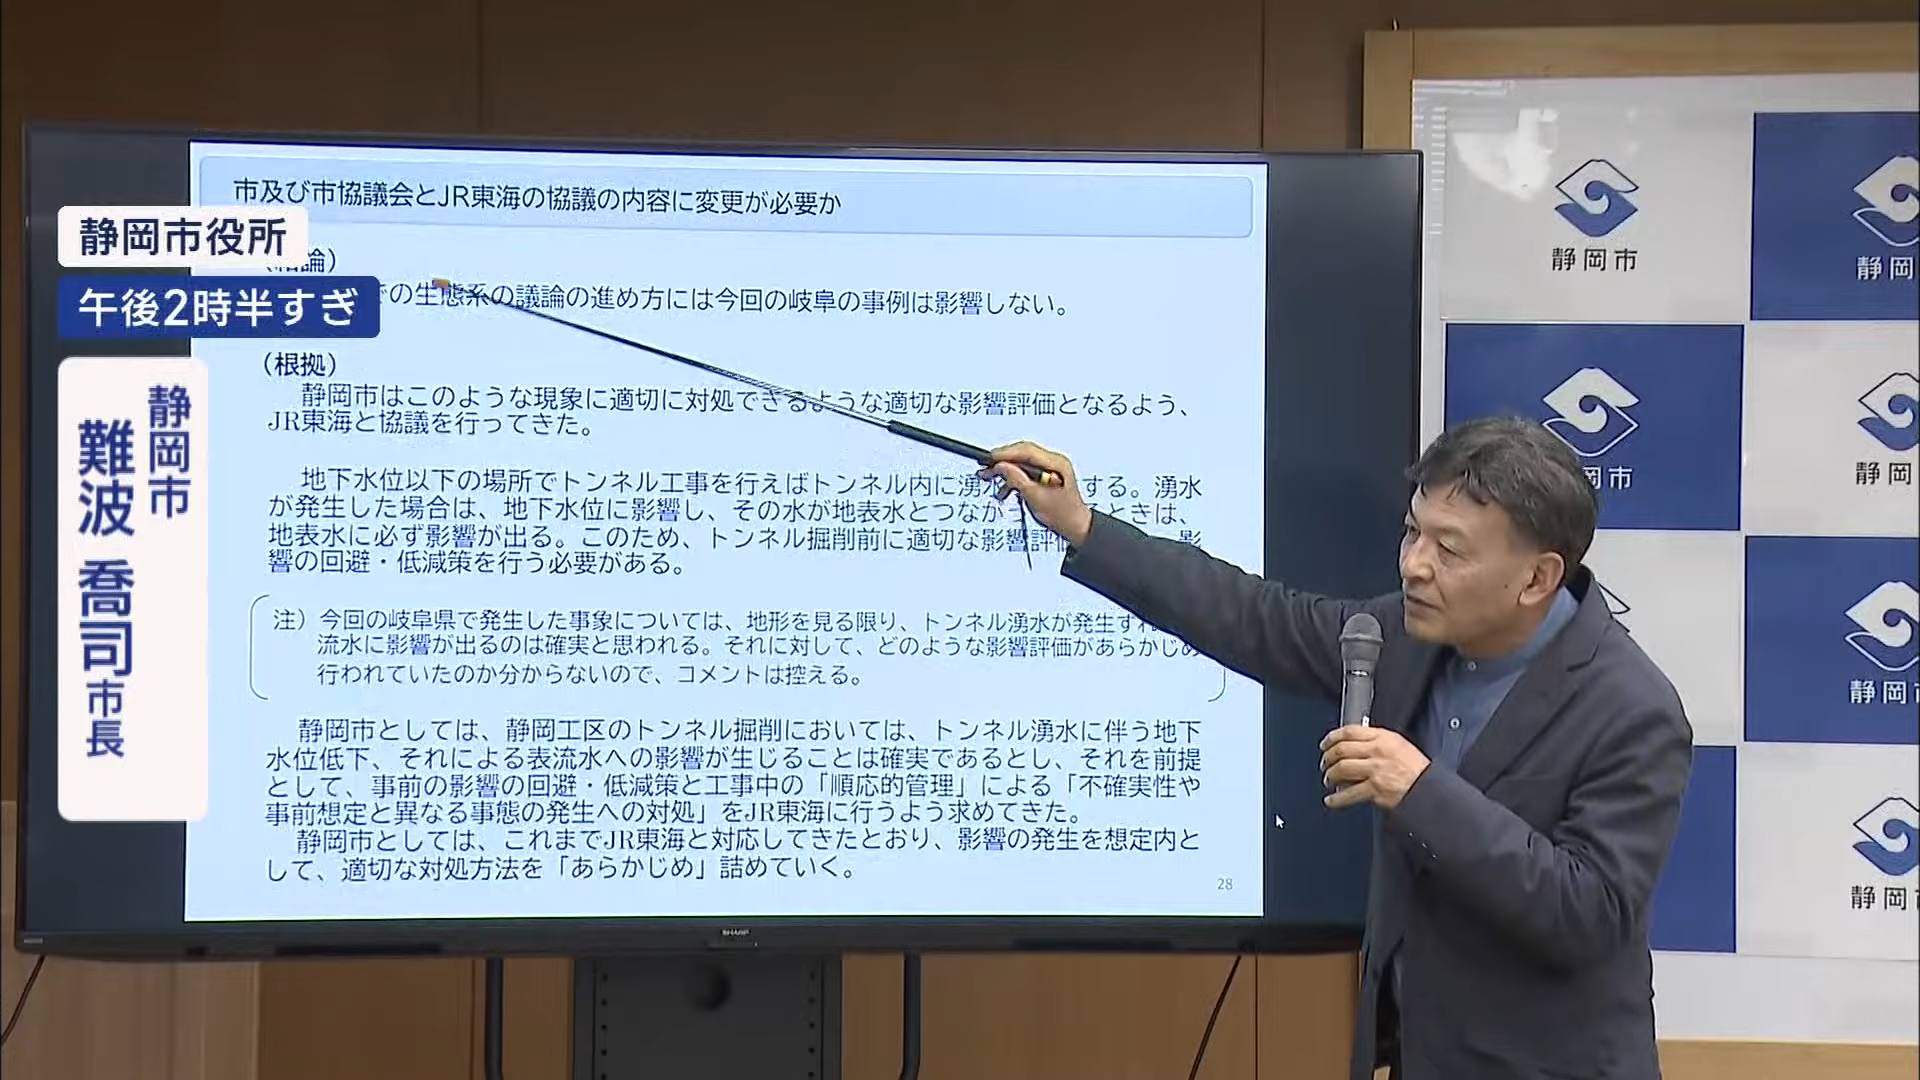 市及び市協議会とJR東海の協議の内容に変更が必要か
静岡市役所
午後2時半すぎ
静岡市
難波 喬司市長
論）
での生態系の議論の進め方には今回の岐阜の事例は影響しない。
（根拠）
静岡市はこのような現象に適切に対処できるような適切な影響評価となるよう、
JR東海と協議を行ってきた。
地下水位以下の場所でトンネル工事を行えばトンネル内に湧水する。湧水
が発生した場合は、地下水位に影響し、その水が地表水とつながるときは、
地表水に必ず影響が出る。このため、トンネル掘削前に適切な影響評価 影
響の回避・低減策を行う必要がある。
注）今回の岐阜県で発生した事象については、地形を見る限り、トンネル湧水が発生すれ
流水に影響が出るのは確実と思われる。それに対して、どのような影響評価があらかじめ
行われていたのか分からないので、コメントは控える。
静岡市としては、静岡工区のトンネル掘削においては、トンネル湧水に伴う地下
水位低下、それによる表流水への影響が生じることは確実であるとし、それを前提
として、事前の影響の回避・低減策と工事中の「順応的管理」による「不確実性や
事前想定と異なる事態の発生への対処」をJR東海に行うよう求めてきた。
静岡市としては、これまでJR東海と対応してきたとおり、影響の発生を想定内と
して、適切な対処方法を「あらかじめ」詰めていく。
28
SHARP
静岡市
静岡
岡市
静岡
静岡
静岡